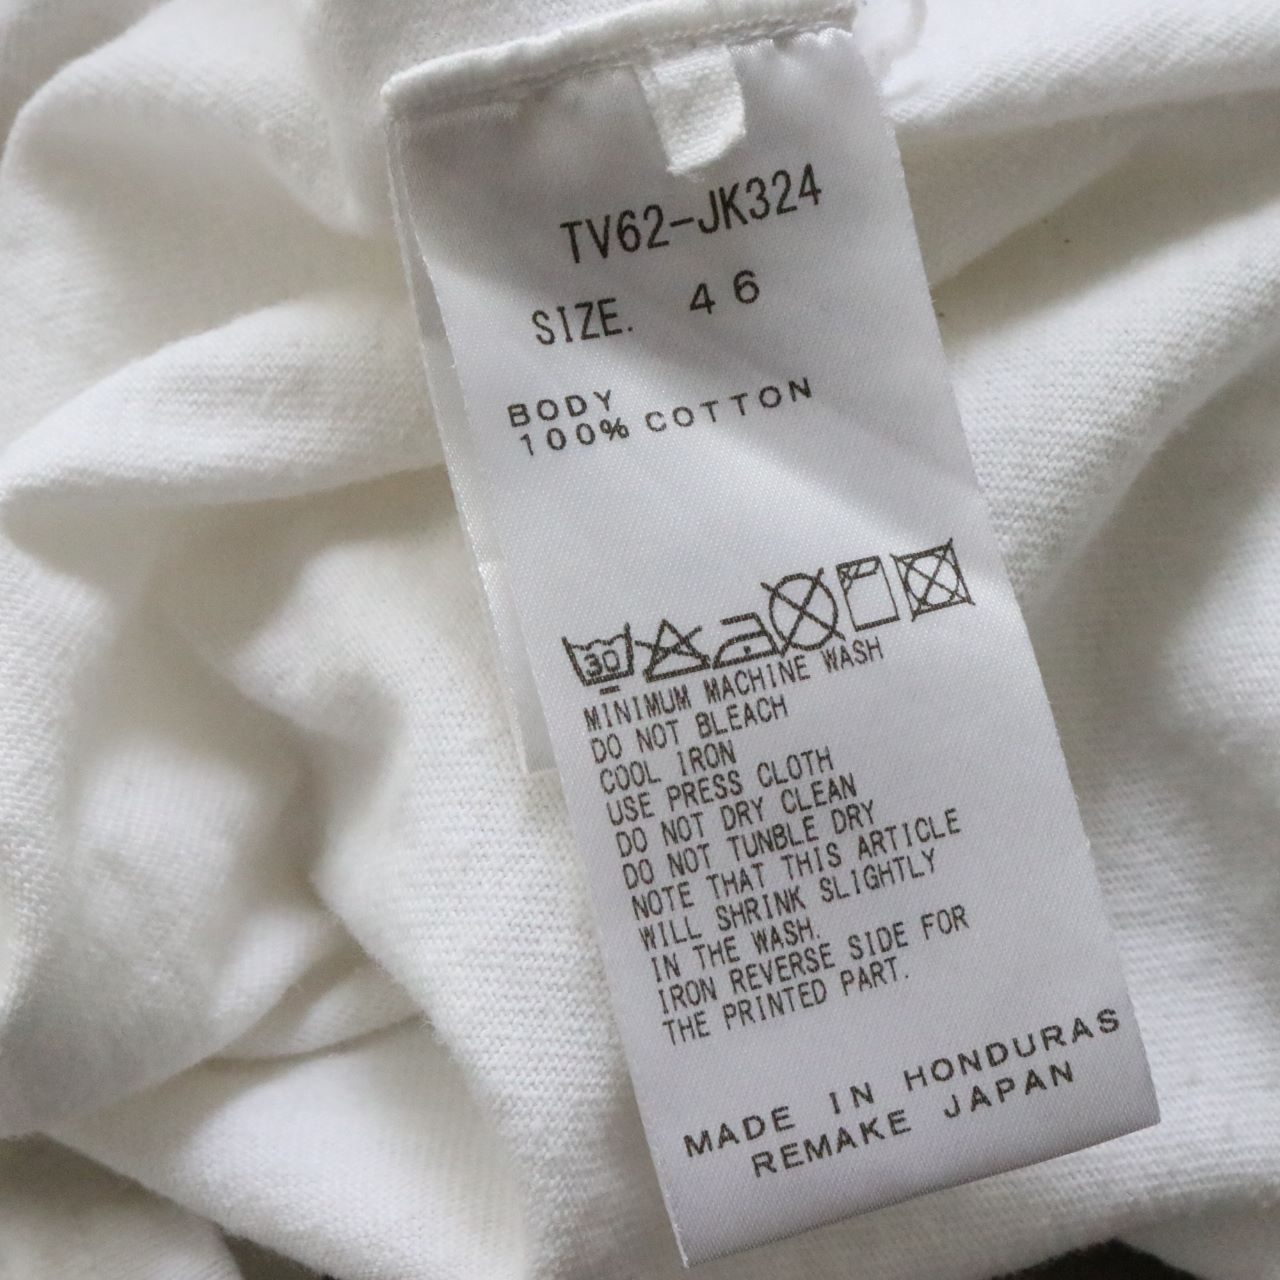 TV62-JK324
SIZE. 46
BODY
100% COTTON
30
MINIMUM MACHINE WASH
DO NOT BLEACH
COOL IRON
USE PRESS CLOTH
DO NOT DRY CLEAN
DO NOT TUNBLE DRY
NOTE THAT THIS ARTICLE
WILL SHRINK SLIGHTLY
IN THE WASH.
IRON REVERSE SIDE FOR
THE PRINTED PART.
MADE IN HONDURAS
REMAKE JAPAN